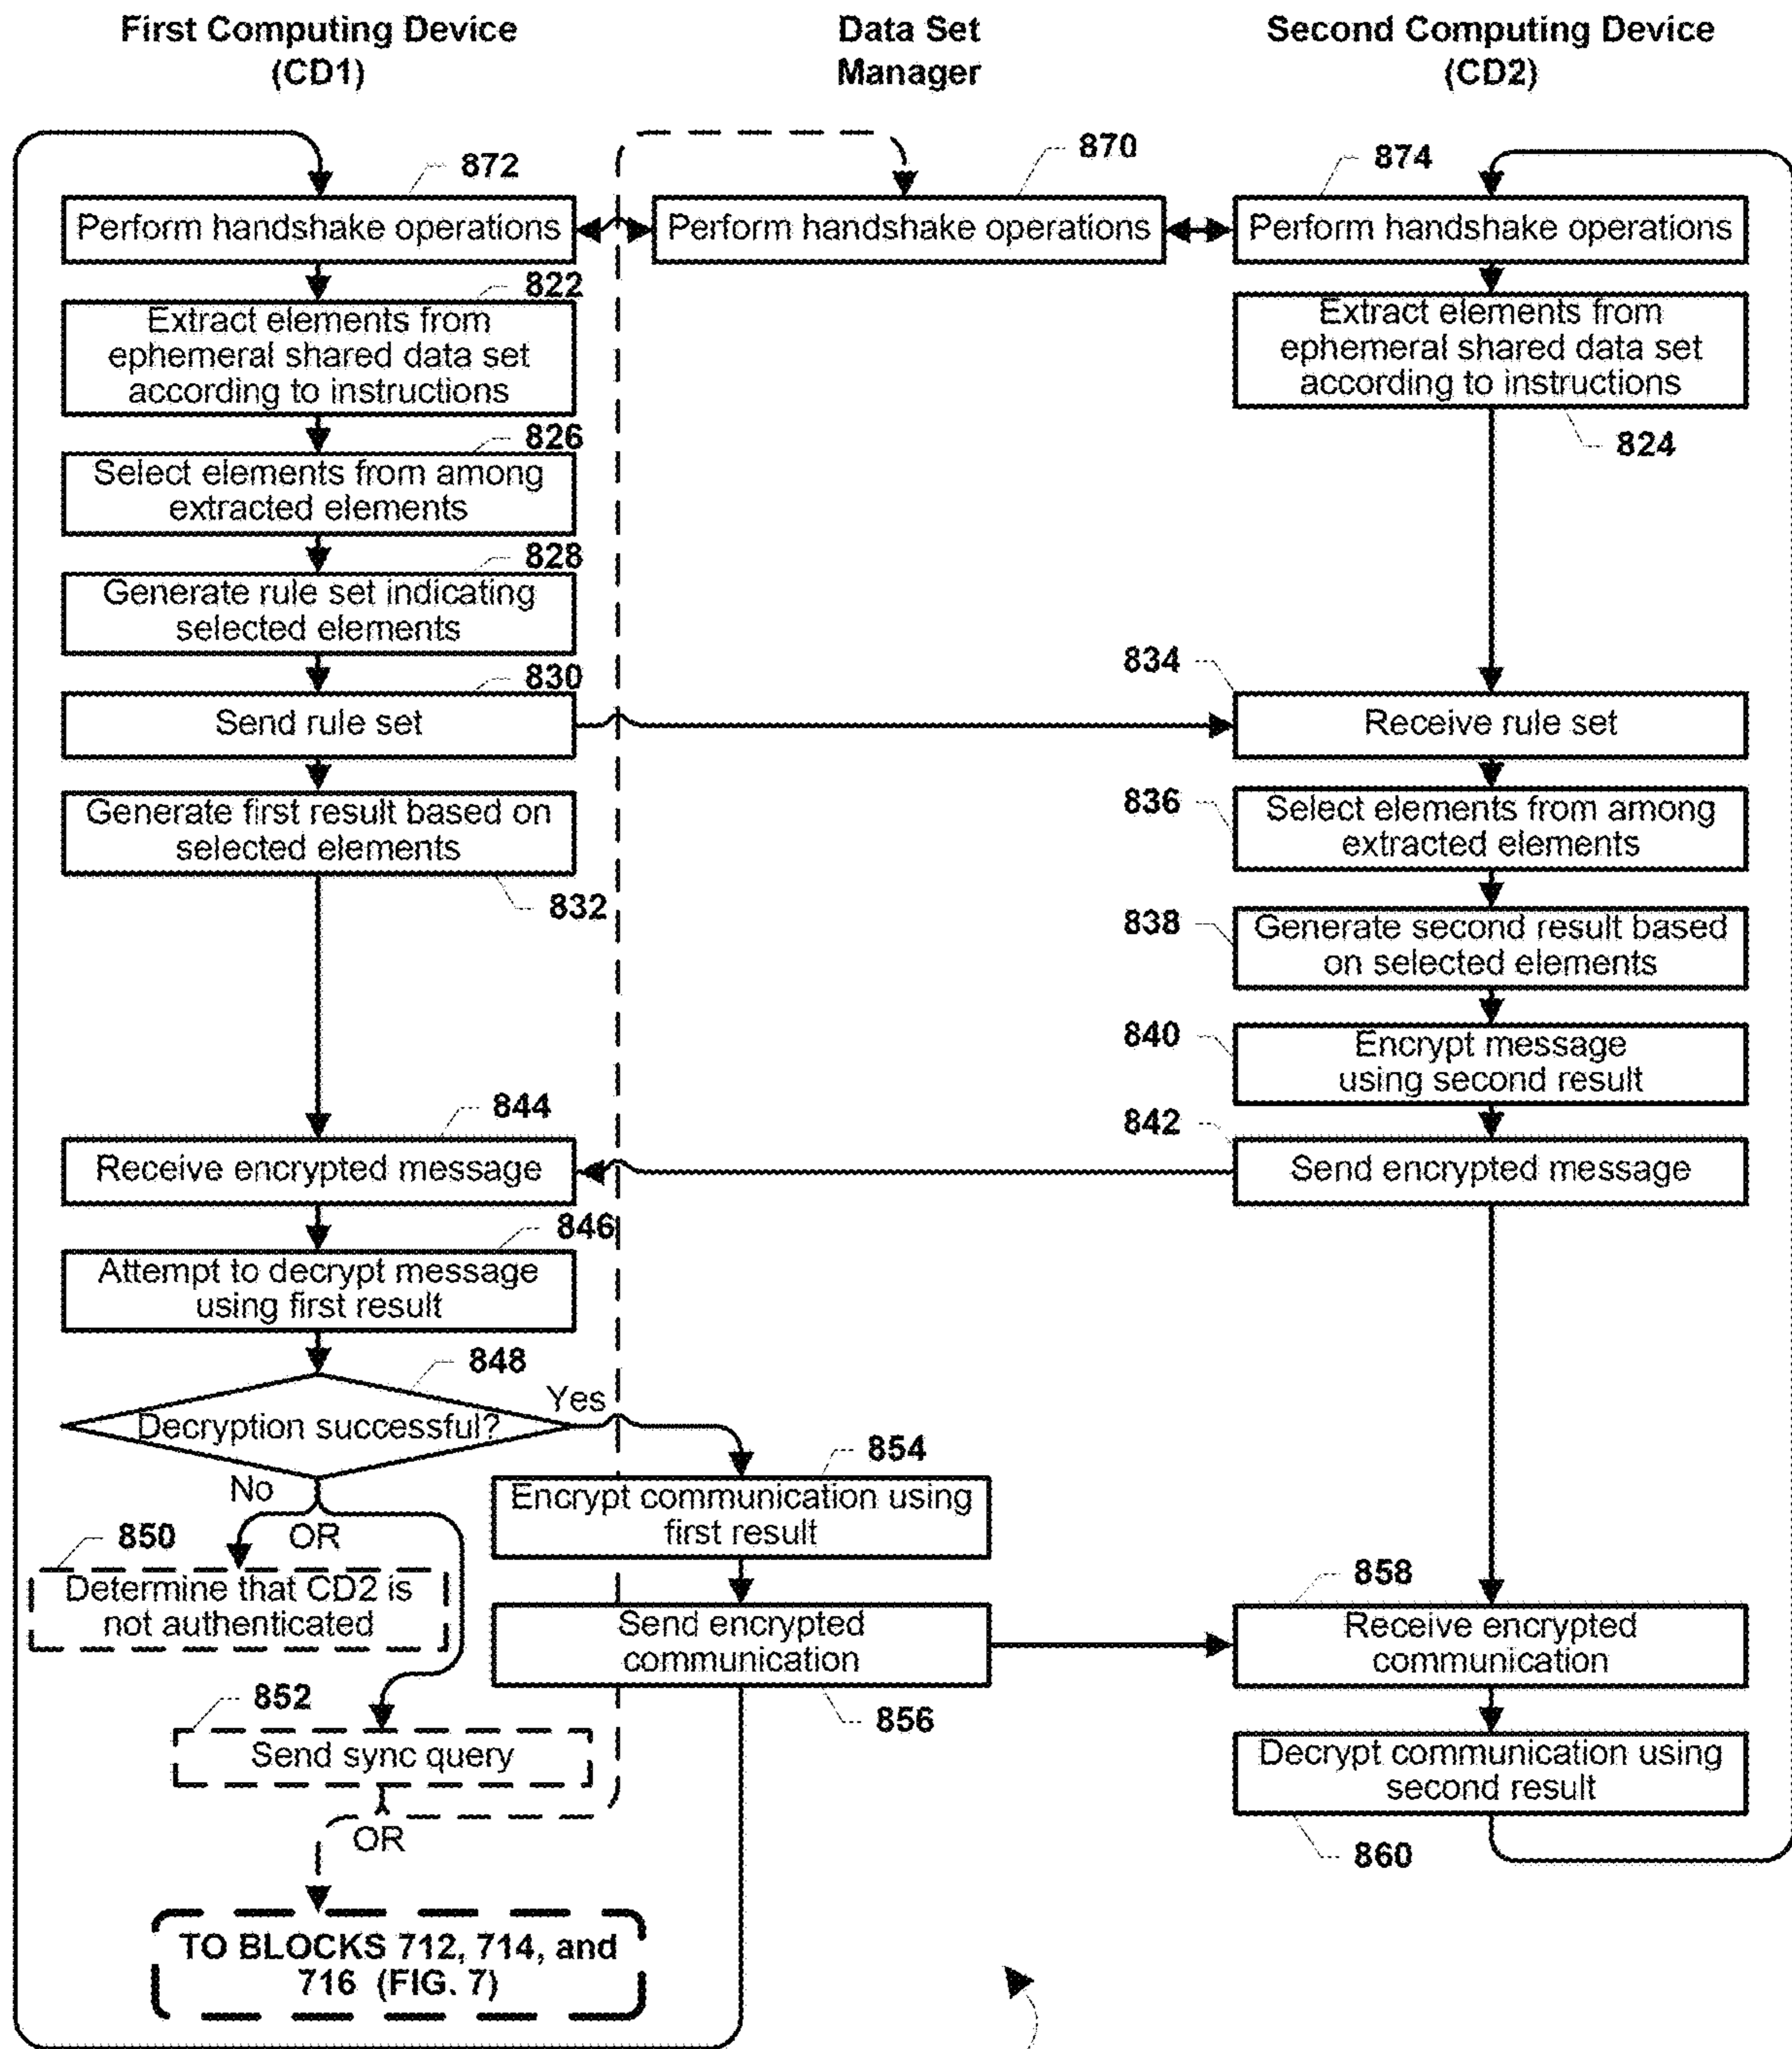 First Computing Device
(CD1)
Data Set
Manager
Second Computing Device
(CD2)
872
870
874
Perform handshake operations
Perform handshake operations
Perform handshake operations
822
Extract elements from
ephemeral shared data set
according to instructions
Extract elements from
ephemeral shared data set
according to instructions
824
826
Select elements from among
extracted elements
828
Generate rule set indicating
selected elements
830
Send rule set
834
Receive rule set
Generate first result based on
selected elements
832
836
Select elements from among
extracted elements
838
Generate second result based
on selected elements
840
Encrypt message
using second result
844
Receive encrypted message
842
Send encrypted message
846
Attempt to decrypt message
using first result
848
Decryption successful?
Yes
No
OR
854
Encrypt communication using
first result
850
Determine that CD2 is
not authenticated
Send encrypted
communication
856
858
Receive encrypted
communication
852
Send sync query
OR
Decrypt communication using
second result
860
TO BLOCKS 712, 714, and
716 (FIG. 7)